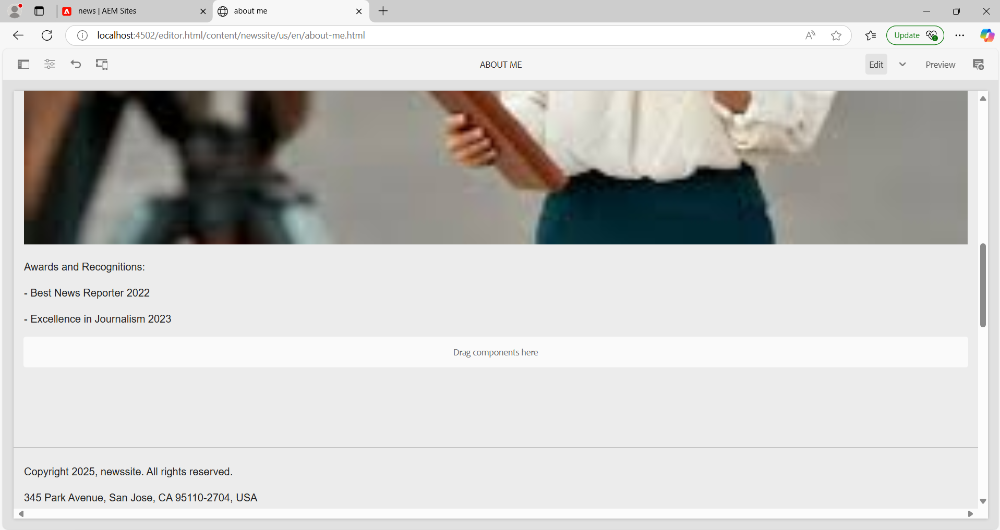 news | AEM Sites
about me
localhost:4502/editor.html/content/newssite/us/en/about-me.html
Update
ABOUT ME
Edit
Preview
Awards and Recognitions:
- Best News Reporter 2022
- Excellence in Journalism 2023
Drag components here
Copyright 2025, newssite. All rights reserved.
345 Park Avenue, San Jose, CA 95110-2704, USA